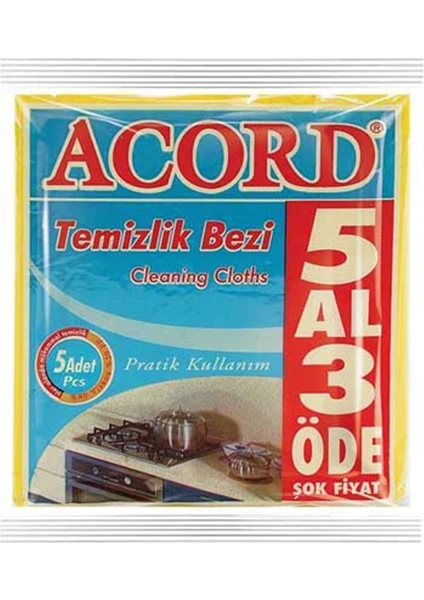 ACORD®
Temizlik Bezi
Cleaning Cloths
5 AL
3
ÖDE
ŞOK FİYAT
5 Adet
Pcs
Pratik Kullanım